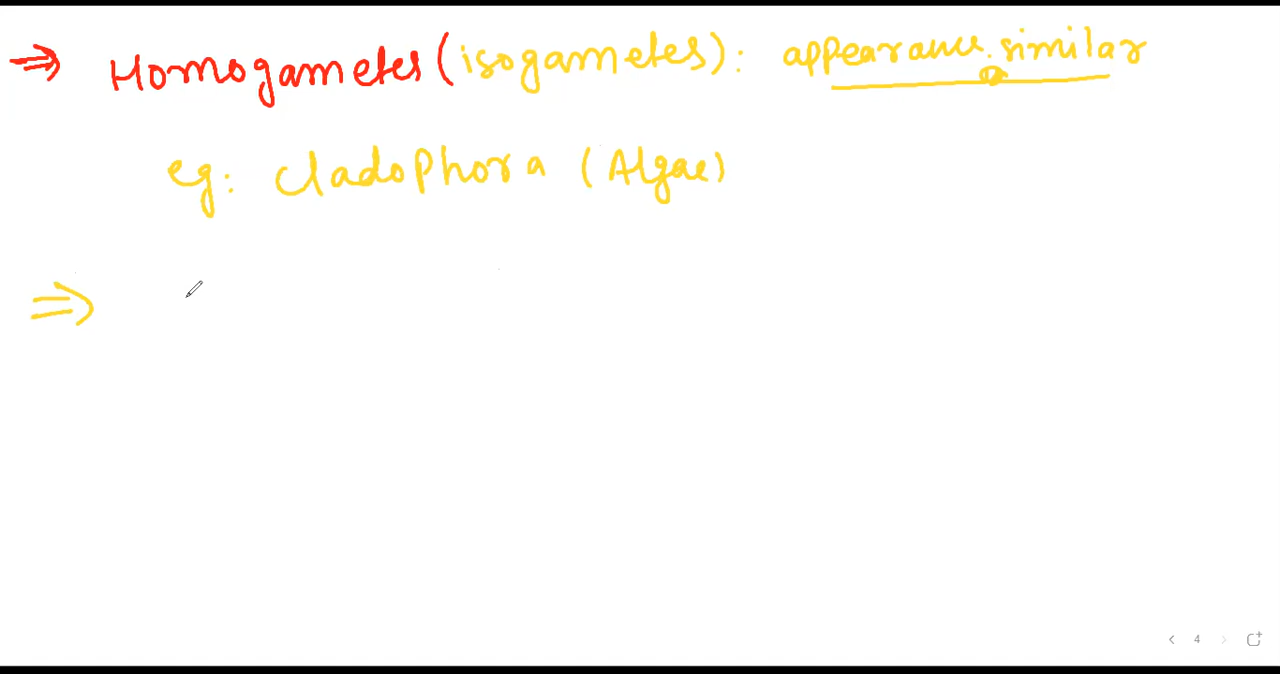 ⇒ Homogametes (isogametes): appearance similar
eg: Cladophora (Algae)
⇒
< 4 >